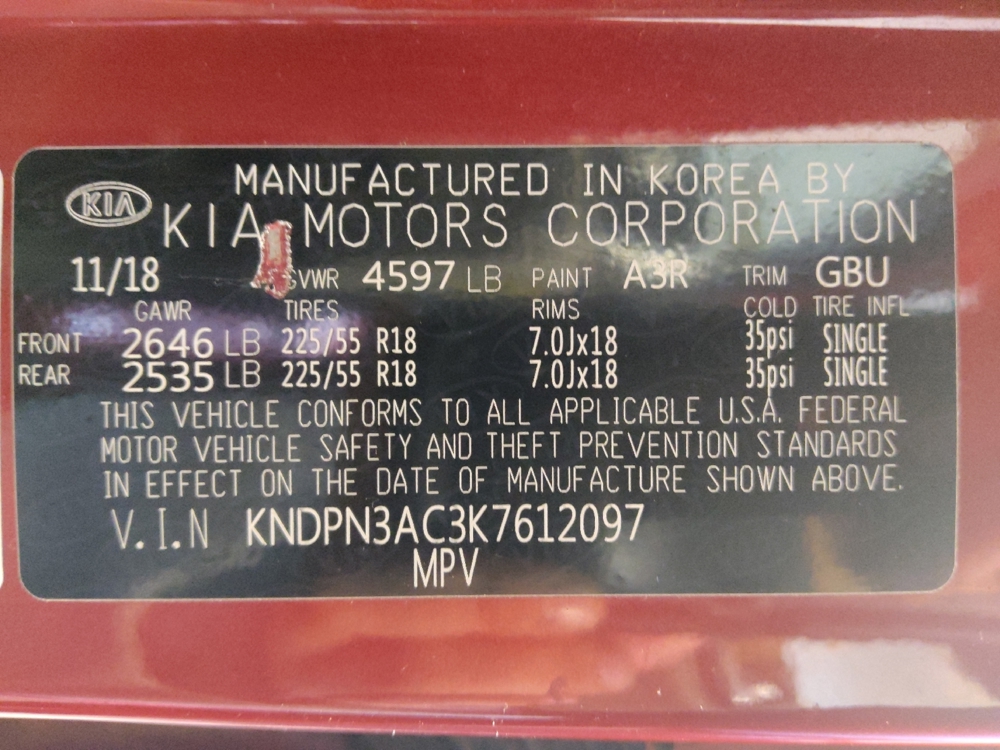 MANUFACTURED IN KOREA BY
KIA
KIA MOTORS CORPORATION
11/18 GVWR 4597 LB PAINT A3R TRIM GBU
GAWR TIRES RIMS COLD TIRE INFL
FRONT 2646 LB 225/55 R18 7.0Jx18 35psi SINGLE
REAR 2535 LB 225/55 R18 7.0Jx18 35psi SINGLE
THIS VEHICLE CONFORMS TO ALL APPLICABLE U.S.A. FEDERAL
MOTOR VEHICLE SAFETY AND THEFT PREVENTION STANDARDS
IN EFFECT ON THE DATE OF MANUFACTURE SHOWN ABOVE.
V.I.N KNDPN3AC3K7612097
MPV